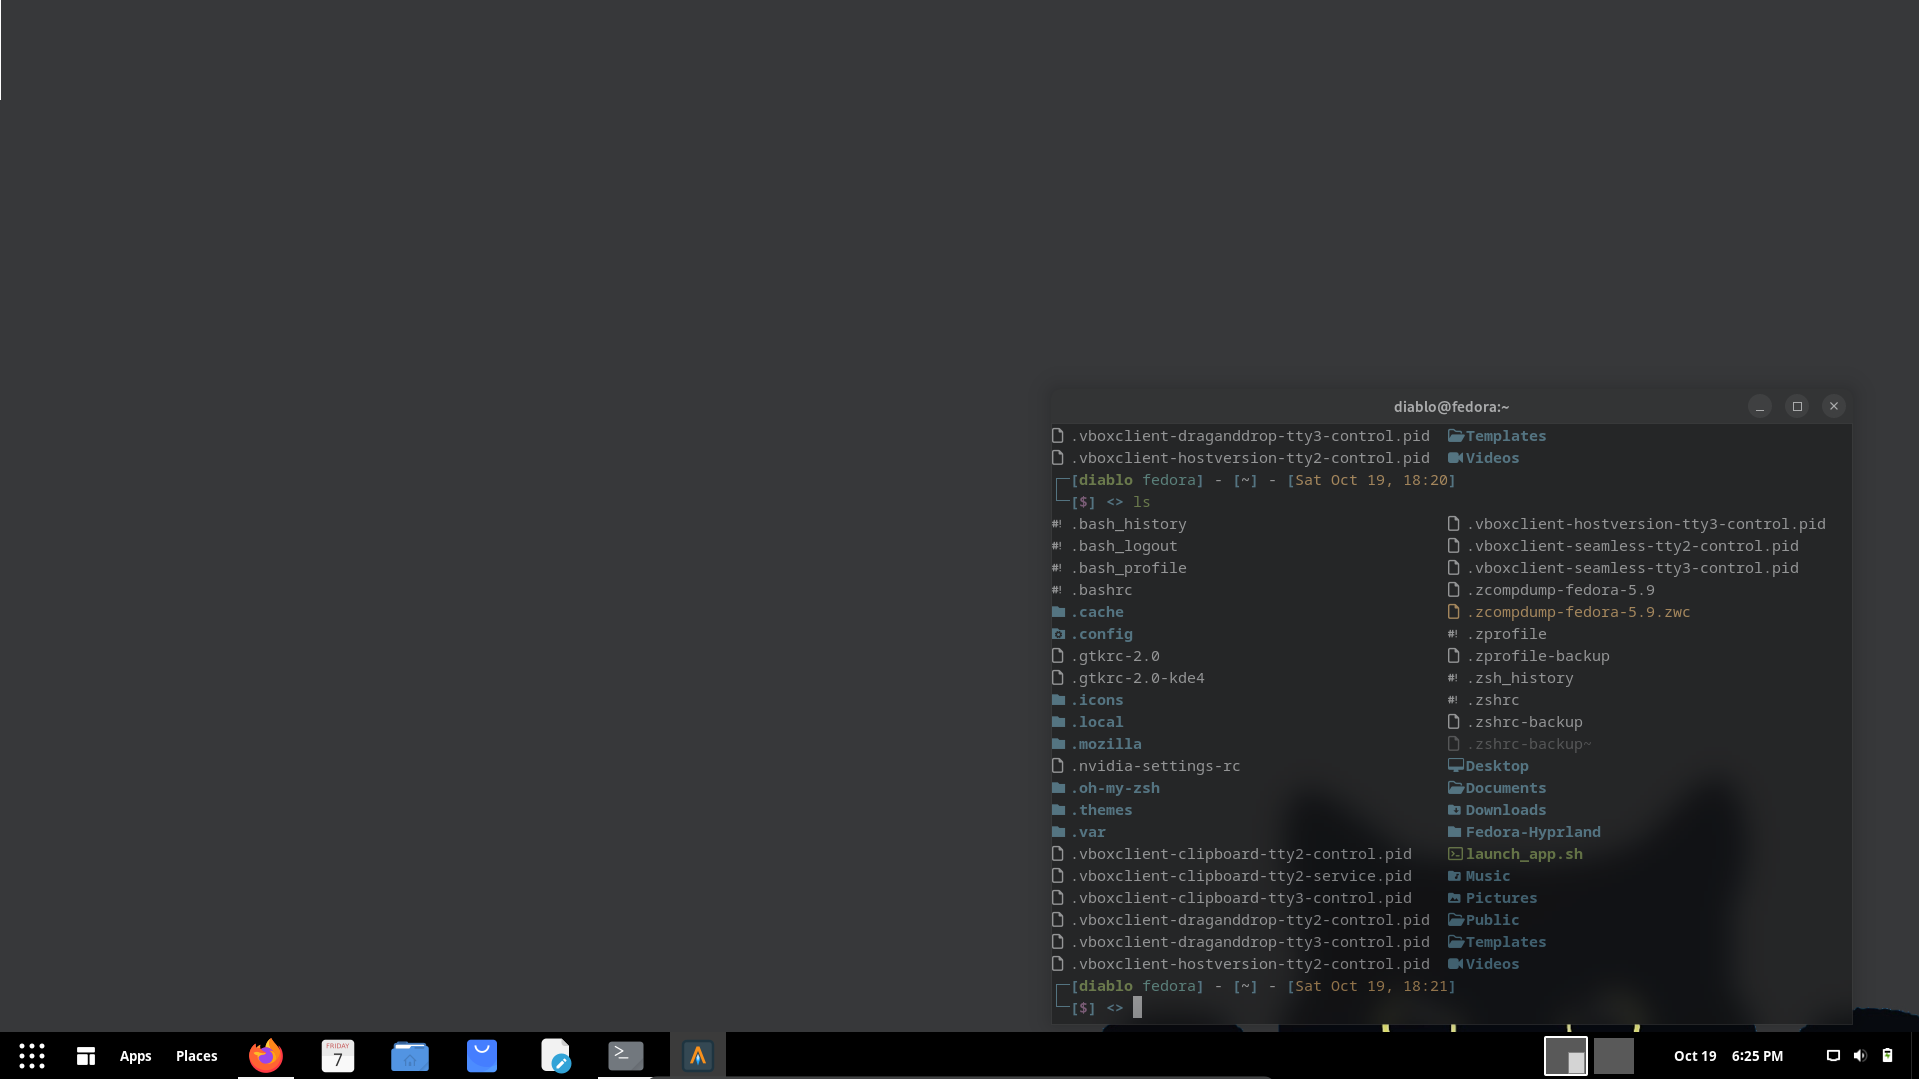 diablo@fedora:~
.vboxclient-draganddrop-tty3-control.pid Templates
.vboxclient-hostversion-tty2-control.pid Videos
[diablo fedora] - [~] - [Sat Oct 19, 18:20]
[$] <> ls
#! .bash_history .vboxclient-hostversion-tty3-control.pid
#! .bash_logout .vboxclient-seamless-tty2-control.pid
#! .bash_profile .vboxclient-seamless-tty3-control.pid
#! .bashrc .zcompdump-fedora-5.9
.cache .zcompdump-fedora-5.9.zwc
.config #! .zprofile
.gtkrc-2.0 .zprofile-backup
.gtkrc-2.0-kde4 #! .zsh_history
.icons #! .zshrc
.local .zshrc-backup
.mozilla .zshrc-backup~
.nvidia-settings-rc Desktop
.oh-my-zsh Documents
.themes Downloads
.var Fedora-Hyprland
.vboxclient-clipboard-tty2-control.pid launch_app.sh
.vboxclient-clipboard-tty2-service.pid Music
.vboxclient-clipboard-tty3-control.pid Pictures
.vboxclient-draganddrop-tty2-control.pid Public
.vboxclient-draganddrop-tty3-control.pid Templates
.vboxclient-hostversion-tty2-control.pid Videos
[diablo fedora] - [~] - [Sat Oct 19, 18:21]
[$] <>
Apps Places FRIDAY 7 Oct 19 6:25 PM